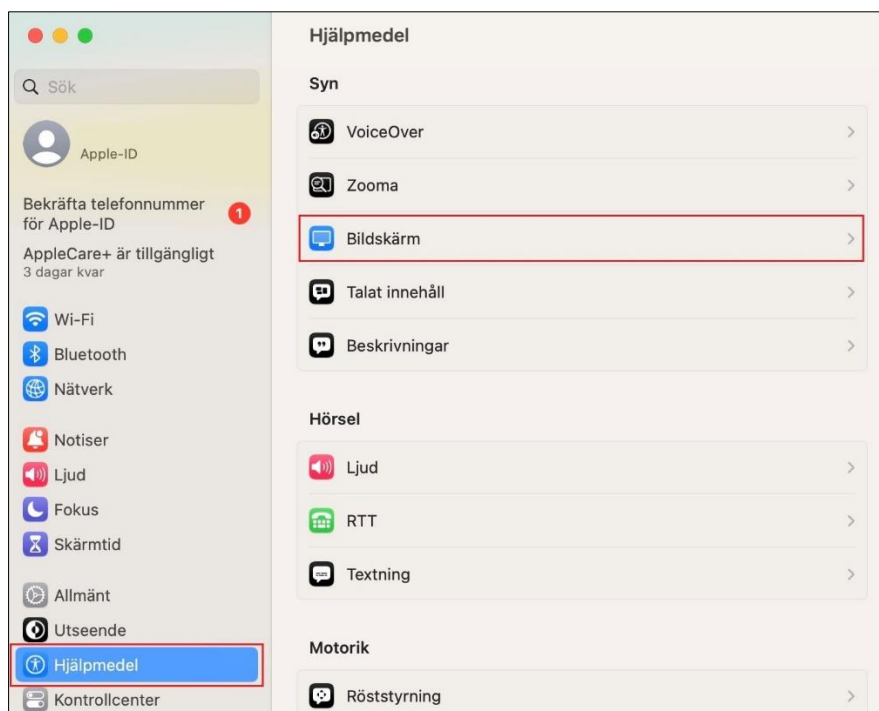 Sök
Apple-ID
Bekräfta telefonnummer
för Apple-ID
1
AppleCare+ är tillgängligt
3 dagar kvar
Wi-Fi
Bluetooth
Nätverk
Notiser
Ljud
Fokus
Skärmtid
Allmänt
Utseende
Hjälpmedel
Kontrollcenter
Hjälpmedel
Syn
VoiceOver
Zooma
Bildskärm
Talat innehåll
Beskrivningar
Hörsel
Ljud
RTT
Textning
Motorik
Röststyrning